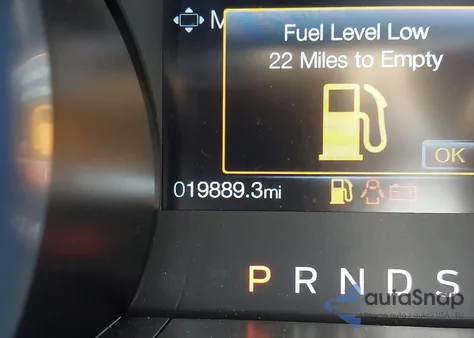 M
Fuel Level Low
22 Miles to Empty
OK
019889.3mi
P R N D S
autoSnap